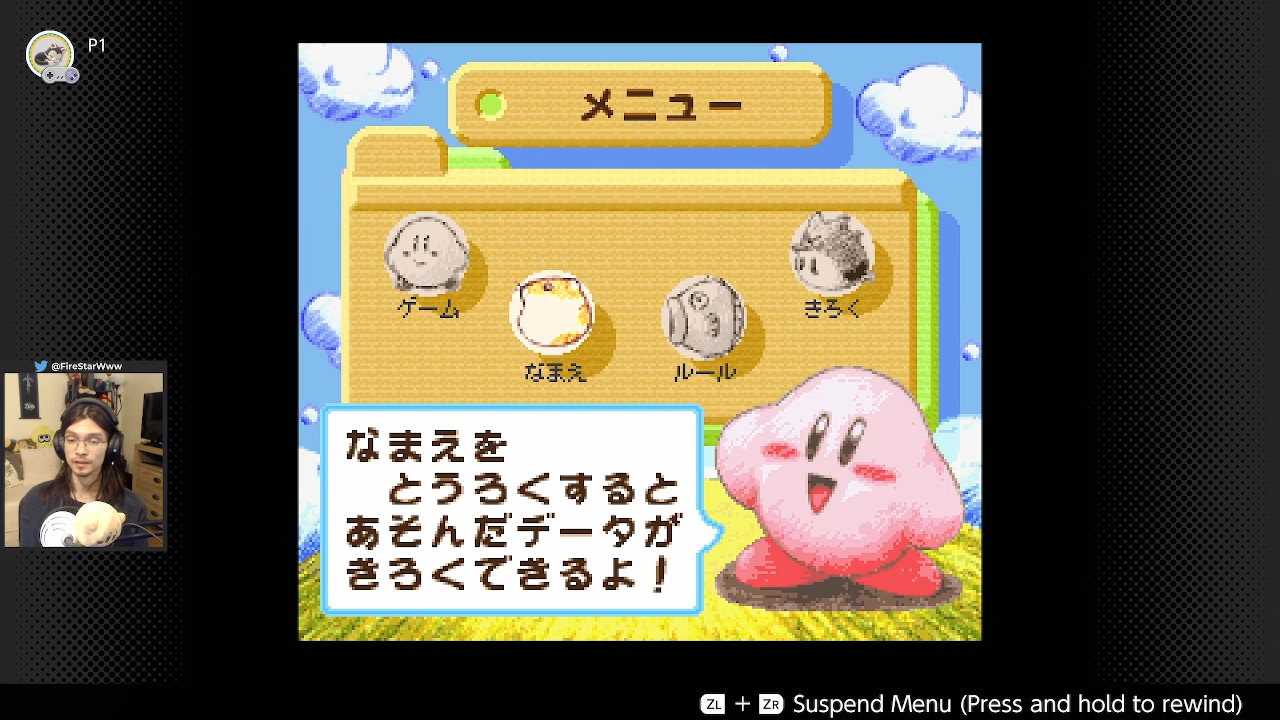 P1
メニュー
ゲーム
きろく
なまえ
ルール
@FireStarWww
なまえを
とうろくすると
あそんだデータが
きろくできるよ!
ZL + ZR Suspend Menu (Press and hold to rewind)